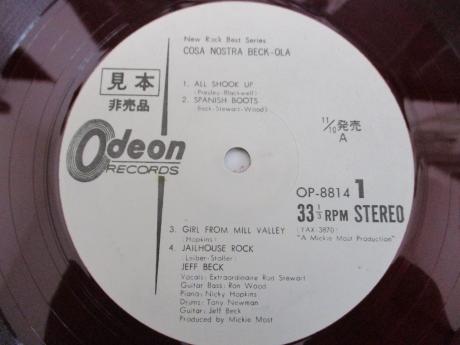 New Rock Best Series
COSA NOSTRA BECK-OLA
見本
非売品
1. ALL SHOOK UP
(Presley-Blackwell)
2. SPANISH BOOTS
(Beck-Stewart-Wood)
Odeon
RECORDS
11/10発売
A
OP-8814 1
33 1/3 RPM STEREO
(YAX-3870)
"A Mickie Most Production"
3. GIRL FROM MILL VALLEY
(Hopkins)
4. JAILHOUSE ROCK
(Leiber-Stoller)
JEFF BECK
Vocals: Extraordinaire Ron Stewart
Guitar Bass: Ron Wood
Piano: Nicky Hopkins
Drums: Tony Newman
Guitar: Jeff Beck
Produced by Mickie Most